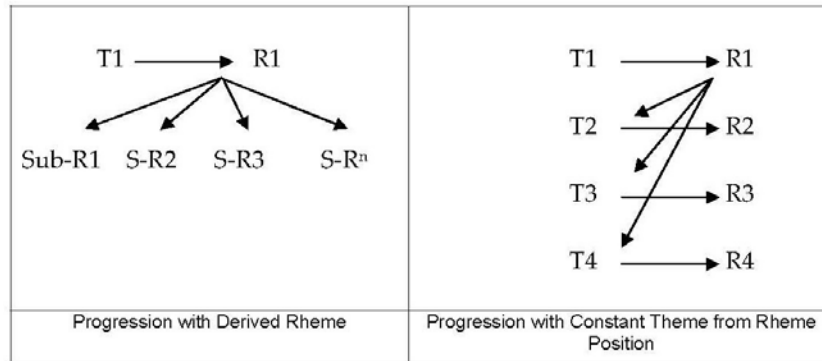 T1 R1
Sub-R1 S-R2 S-R3 S-Rⁿ
Progression with Derived Rheme
T1 R1
T2 R2
T3 R3
T4 R4
Progression with Constant Theme from Rheme
Position